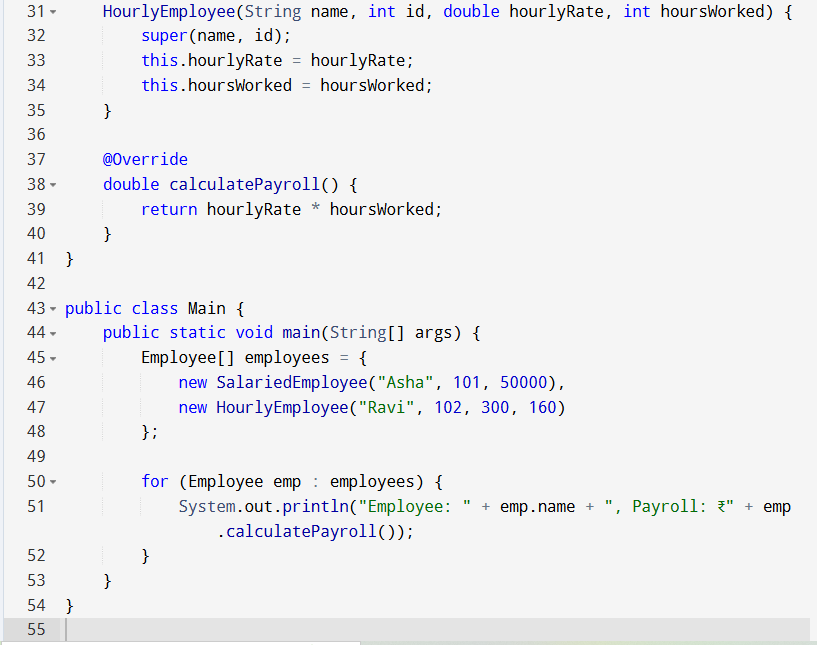 31 HourlyEmployee(String name, int id, double hourlyRate, int hoursWorked) {
32 super(name, id);
33 this.hourlyRate = hourlyRate;
34 this.hoursWorked = hoursWorked;
35 }
36
37 @Override
38 double calculatePayroll() {
39 return hourlyRate * hoursWorked;
40 }
41 }
42
43 public class Main {
44 public static void main(String[] args) {
45 Employee[] employees = {
46 new SalariedEmployee("Asha", 101, 50000),
47 new HourlyEmployee("Ravi", 102, 300, 160)
48 };
49
50 for (Employee emp : employees) {
51 System.out.println("Employee: " + emp.name + ", Payroll: ₹" + emp
.calculatePayroll());
52 }
53 }
54 }
55